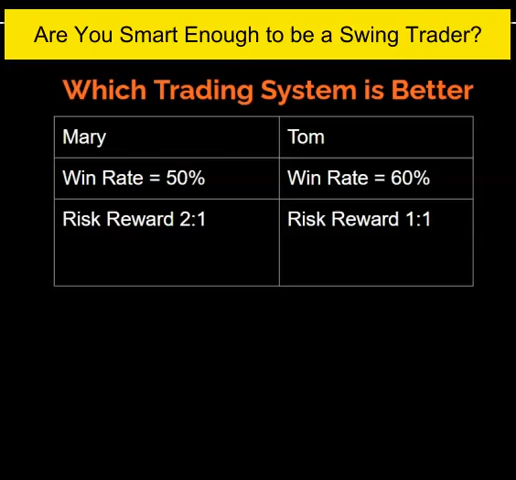 Are You Smart Enough to be a Swing Trader?
Which Trading System is Better
Mary
Tom
Win Rate = 50%
Win Rate = 60%
Risk Reward 2:1
Risk Reward 1:1